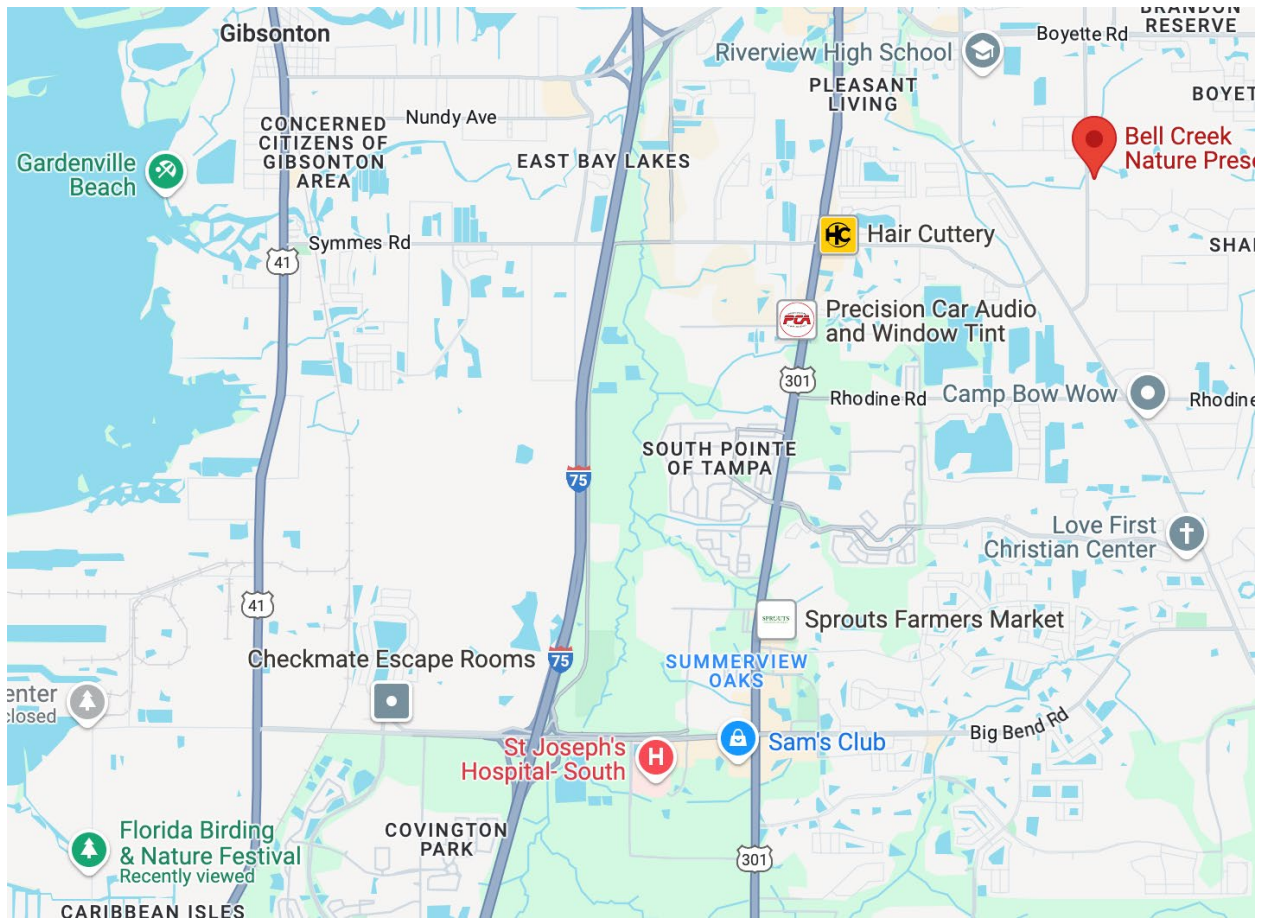 BRANDON
RESERVE
Gibsonton
Boyette Rd
Riverview High School
PLEASANT
LIVING
BOYET
Nundy Ave
CONCERNED
CITIZENS OF
GIBSONTON
AREA
Bell Creek
Nature Prese
Gardenville
Beach
EAST BAY LAKES
Symmes Rd
HC
Hair Cuttery
SHA
41
Precision Car Audio
and Window Tint
PCA
301
Rhodine Rd
Camp Bow Wow
Rhodine
SOUTH POINTE
OF TAMPA
75
Love First
Christian Center
41
SPROUTS
Sprouts Farmers Market
Checkmate Escape Rooms
75
SUMMERVIEW
OAKS
enter
closed
Big Bend Rd
St Joseph's
Hospital- South
H
Sam's Club
Florida Birding
& Nature Festival
Recently viewed
COVINGTON
PARK
301
CARIBBEAN ISLES